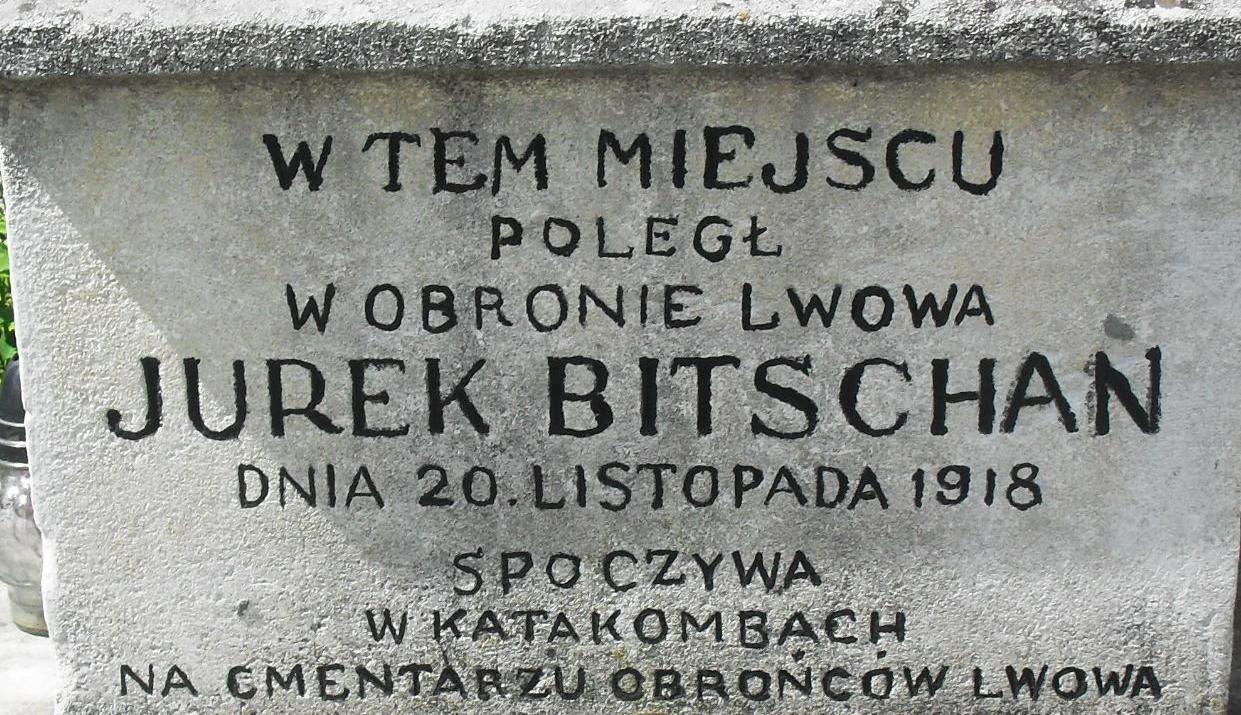 W TEM MIEJSCU
POLEGŁ
W OBRONIE LWOWA
JUREK BITSCHAN
DNIA 20. LISTOPADA 1918
SPOCZYWA
W KATAKOMBACH
NA CMENTARZU OBROŃCÓW LWOWA